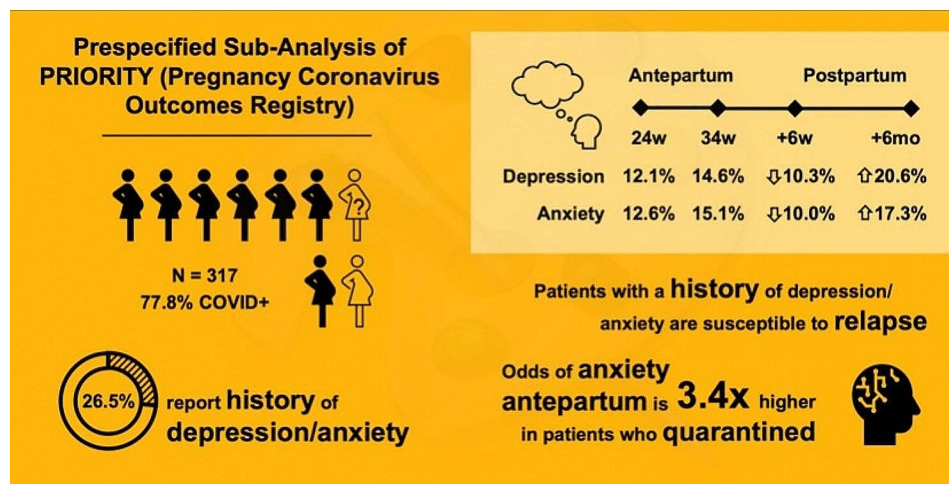 Prespecified Sub-Analysis of
PRIORITY (Pregnancy Coronavirus
Outcomes Registry)
?
N = 317
77.8% COVID+
26.5%
report history of
depression/anxiety
Antepartum Postpartum
24w 34w +6w +6mo
Depression 12.1% 14.6% ⇩10.3% ⇧20.6%
Anxiety 12.6% 15.1% ⇩10.0% ⇧17.3%
Patients with a history of depression/
anxiety are susceptible to relapse
Odds of anxiety
antepartum is 3.4x higher
in patients who quarantined